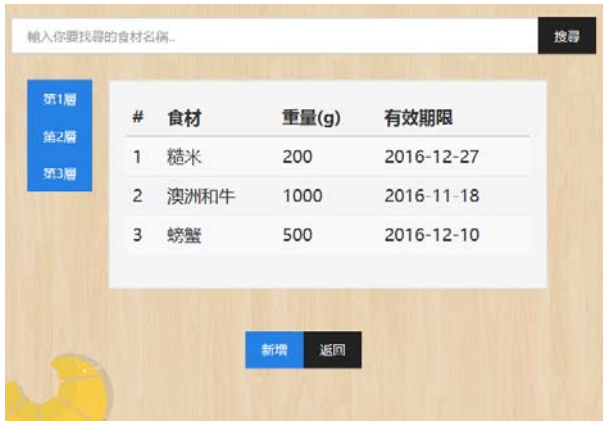 輸入你要找尋的食材名稱..
搜尋
第1層
第2層
第3層
# 食材 重量(g) 有效期限
1 糙米 200 2016-12-27
2 澳洲和牛 1000 2016-11-18
3 螃蟹 500 2016-12-10
新增 返回